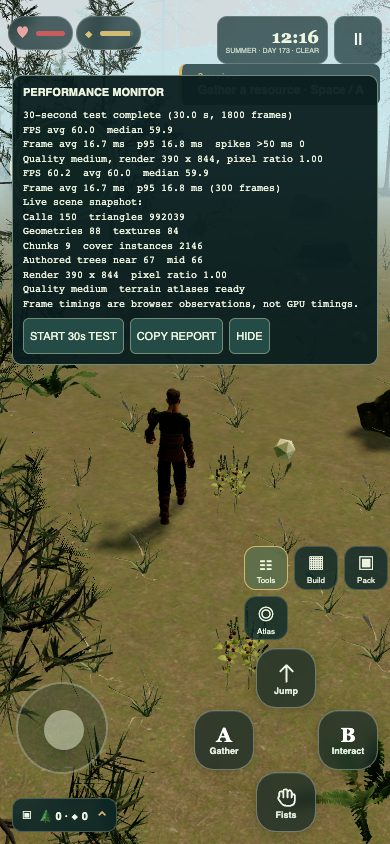 12:16
SUMMER · DAY 173 · CLEAR
Gather a resource · Space / A
PERFORMANCE MONITOR
30-second test complete (30.0 s, 1800 frames)
FPS avg 60.0 median 59.9
Frame avg 16.7 ms p95 16.8 ms spikes >50 ms 0
Quality medium, render 390 x 844, pixel ratio 1.00
FPS 60.2 avg 60.0 median 59.9
Frame avg 16.7 ms p95 16.8 ms (300 frames)
Live scene snapshot:
Calls 150 triangles 992039
Geometries 88 textures 84
Chunks 9 cover instances 2146
Authored trees near 67 mid 66
Render 390 x 844 pixel ratio 1.00
Quality medium terrain atlases ready
Frame timings are browser observations, not GPU timings.
START 30s TEST
COPY REPORT
HIDE
Tools
Build
Pack
Atlas
Jump
A
Gather
B
Interact
Fists
0 · ◆ 0